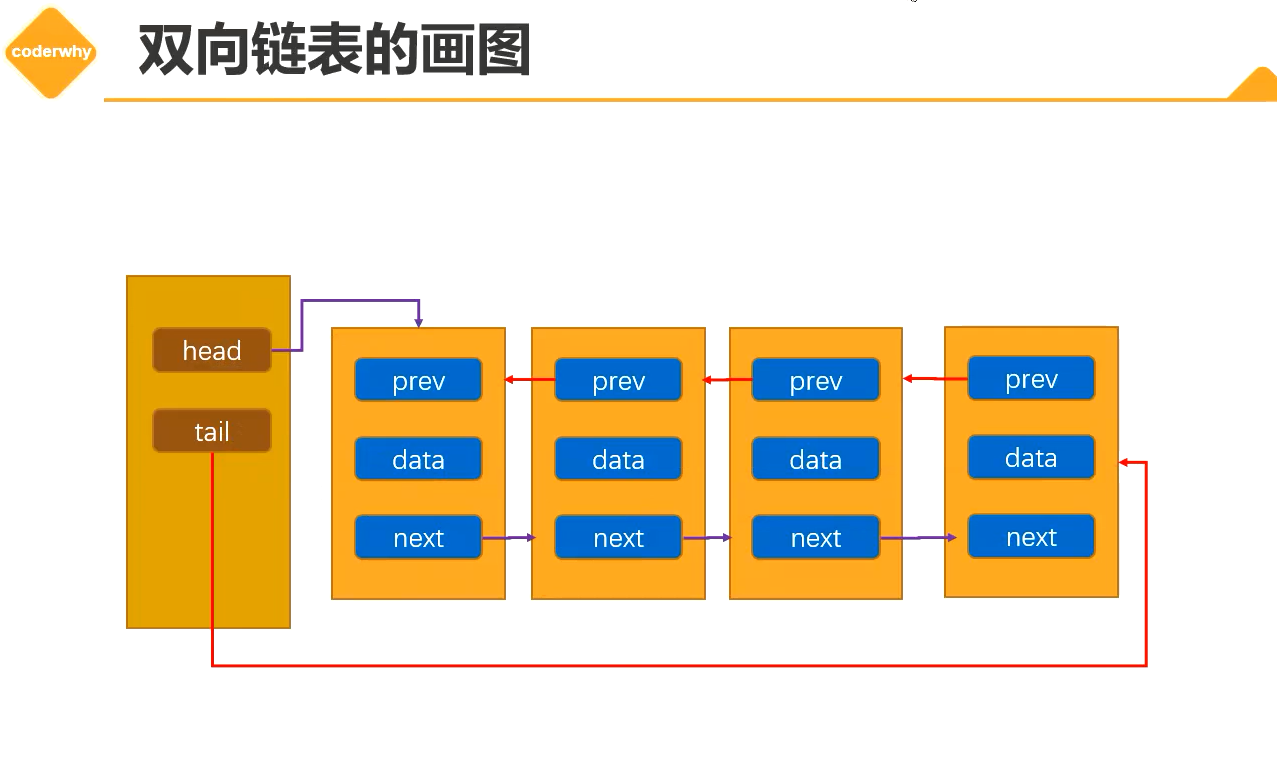 coderwhy
双向链表的画图
head
tail
prev
data
next
prev
data
next
prev
data
next
prev
data
next